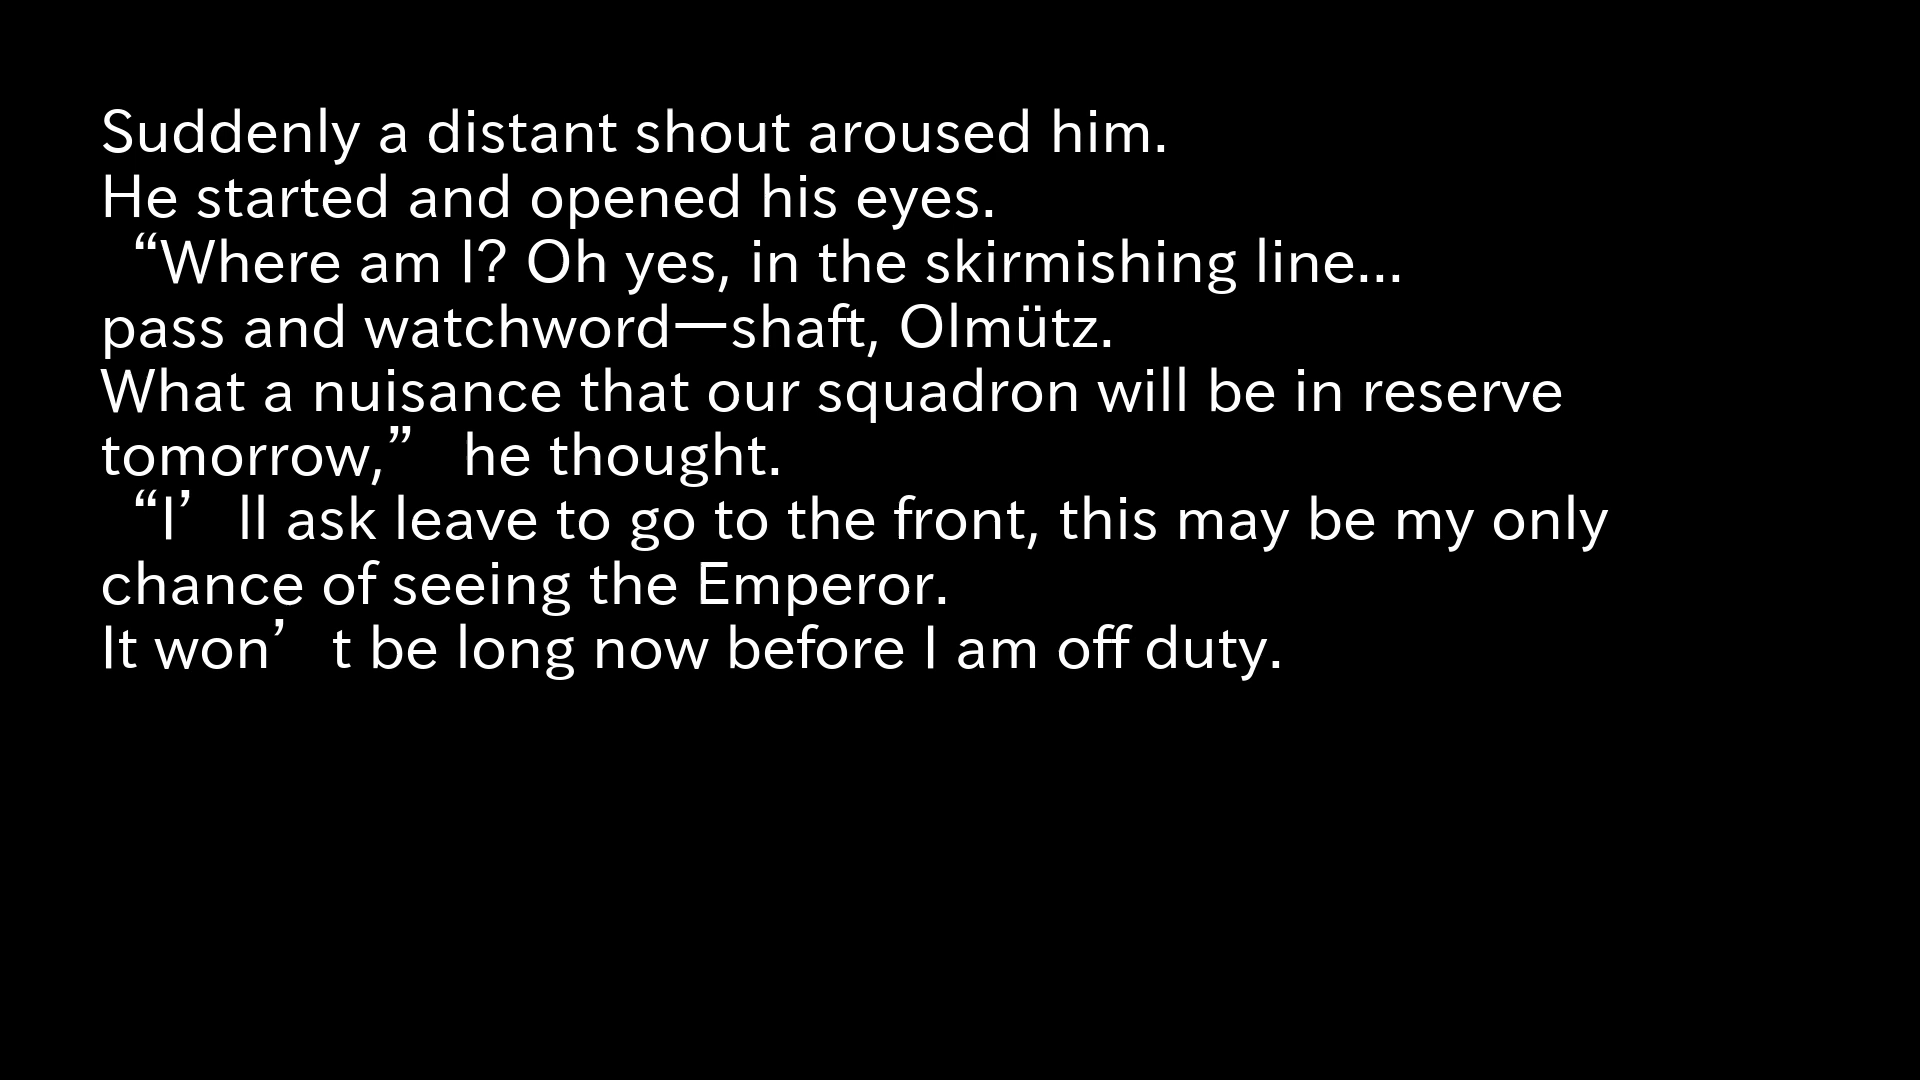 Suddenly a distant shout aroused him.
He started and opened his eyes.
“Where am I? Oh yes, in the skirmishing line...
pass and watchword—shaft, Olmütz.
What a nuisance that our squadron will be in reserve
tomorrow,” he thought.
“I’ll ask leave to go to the front, this may be my only
chance of seeing the Emperor.
It won’t be long now before I am off duty.